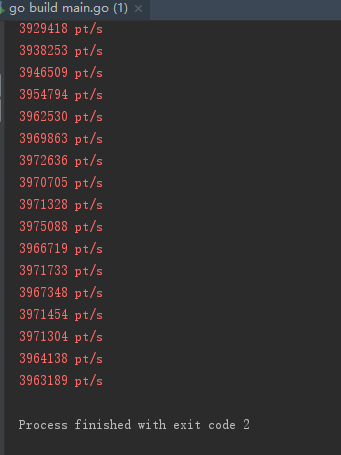 go build main.go (1) ×
3929418 pt/s
3938253 pt/s
3946509 pt/s
3954794 pt/s
3962530 pt/s
3969863 pt/s
3972636 pt/s
3970705 pt/s
3971328 pt/s
3975088 pt/s
3966719 pt/s
3971733 pt/s
3967348 pt/s
3971454 pt/s
3971304 pt/s
3964138 pt/s
3963189 pt/s
Process finished with exit code 2